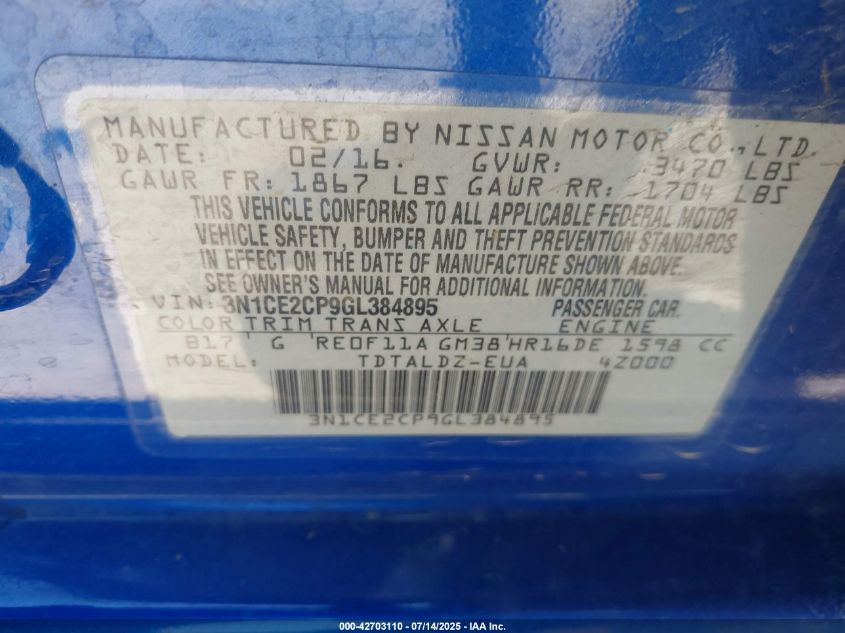 MANUFACTURED BY NISSAN MOTOR CO., LTD.
DATE: 02/16. GVWR: 3470 LBS
GAWR FR: 1867 LBS GAWR RR: 1704 LBS
THIS VEHICLE CONFORMS TO ALL APPLICABLE FEDERAL MOTOR
VEHICLE SAFETY, BUMPER AND THEFT PREVENTION STANDARDS
IN EFFECT ON THE DATE OF MANUFACTURE SHOWN ABOVE.
SEE OWNER'S MANUAL FOR ADDITIONAL INFORMATION.
VIN: 3N1CE2CP9GL384895 PASSENGER CAR.
COLOR TRIM TRANS AXLE ENGINE
B17 G RE0F11A GM38 HR16DE 1598 CC
MODEL: TDTALDZ-EUA 4Z000
3N1CE2CP9GL384895
000-42703110 - 07/14/2025 - IAA Inc.